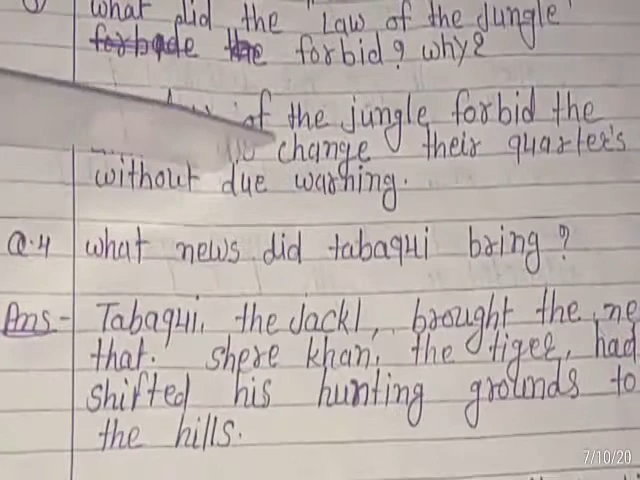 what did the "Law of the Jungle"
forbade the forbid? why?
of the jungle forbid the
to change their quarters
without due warning.
Q.4 what news did tabaqui bring?
Ans- Tabaqui, the Jackl, brought the ne
that. shere khan, the tiger, had
shifted his hunting grounds to
the hills.
7/10/20